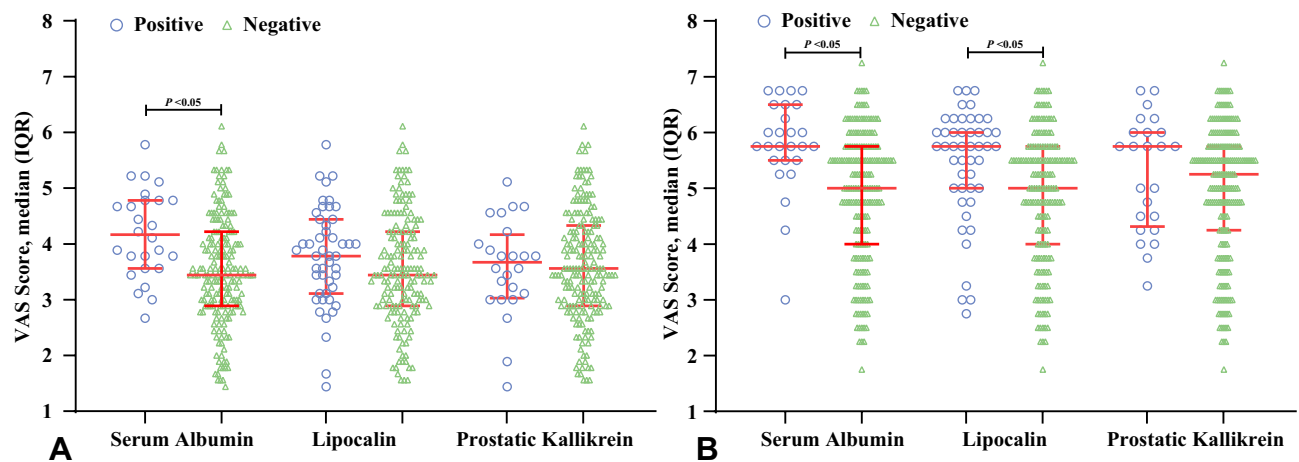 8
Positive Negative
7
P <0.05
6
5
4
3
2
1
VAS Score, median (IQR)
Serum Albumin Lipocalin Prostatic Kallikrein
A
8
Positive Negative
P <0.05 P <0.05
7
6
5
4
3
2
1
VAS Score, median (IQR)
Serum Albumin Lipocalin Prostatic Kallikrein
B